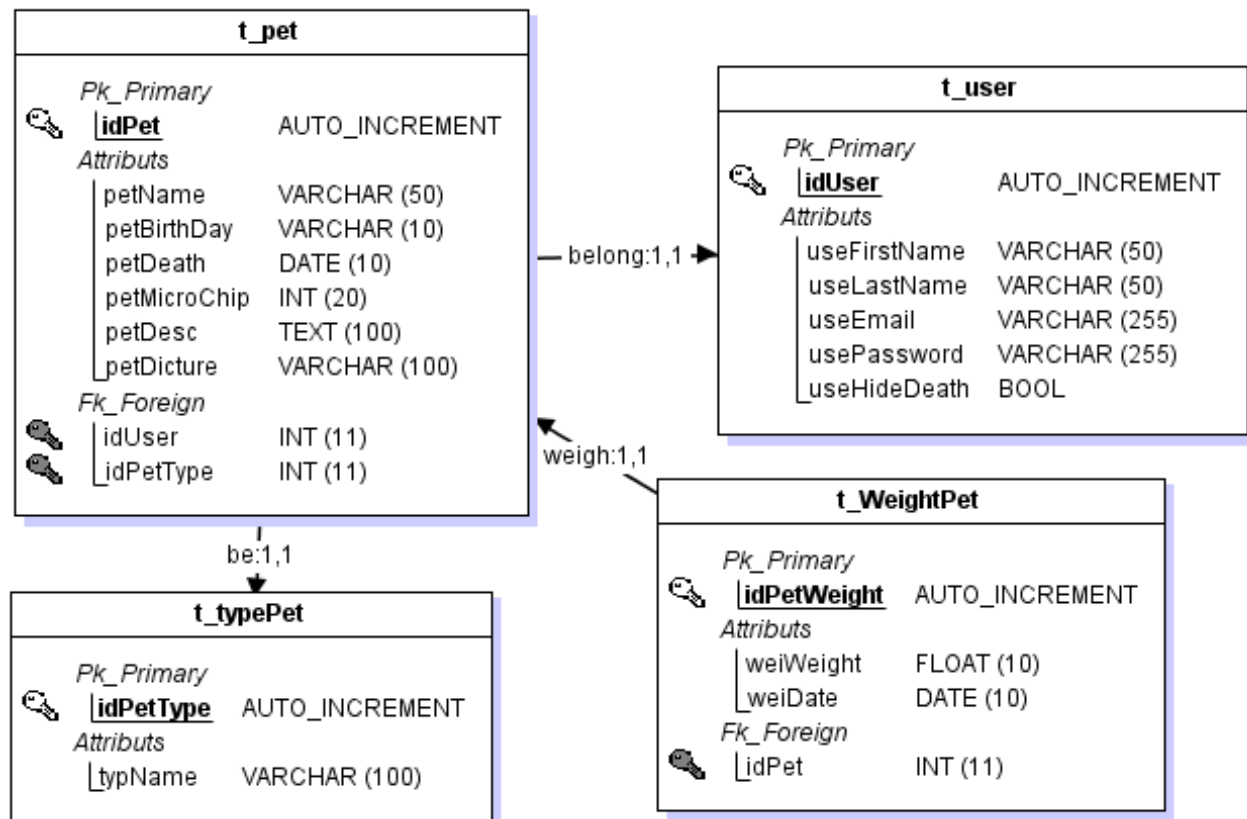 t_pet
Pk_Primary
idPet AUTO_INCREMENT
Attributs
petName VARCHAR (50)
petBirthDay VARCHAR (10)
petDeath DATE (10)
petMicroChip INT (20)
petDesc TEXT (100)
petDicture VARCHAR (100)
Fk_Foreign
idUser INT (11)
idPetType INT (11)
belong:1,1
t_user
Pk_Primary
idUser AUTO_INCREMENT
Attributs
useFirstName VARCHAR (50)
useLastName VARCHAR (50)
useEmail VARCHAR (255)
usePassword VARCHAR (255)
useHideDeath BOOL
weigh:1,1
be:1,1
t_WeightPet
Pk_Primary
idPetWeight AUTO_INCREMENT
Attributs
weiWeight FLOAT (10)
weiDate DATE (10)
Fk_Foreign
idPet INT (11)
t_typePet
Pk_Primary
idPetType AUTO_INCREMENT
Attributs
typName VARCHAR (100)